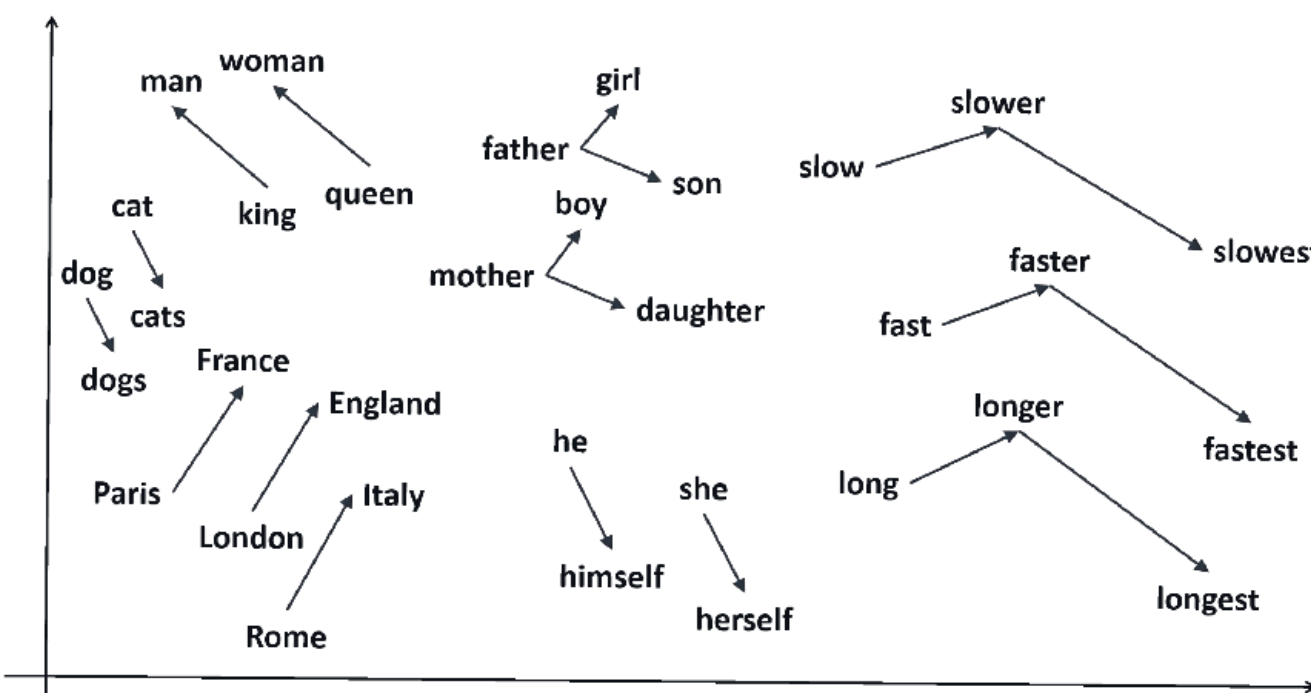 woman
man
girl
slower
father
slow
son
queen
cat
boy
king
slowest
faster
dog
mother
daughter
cats
fast
France
dogs
England
longer
he
fastest
long
she
Paris
Italy
London
himself
longest
herself
Rome